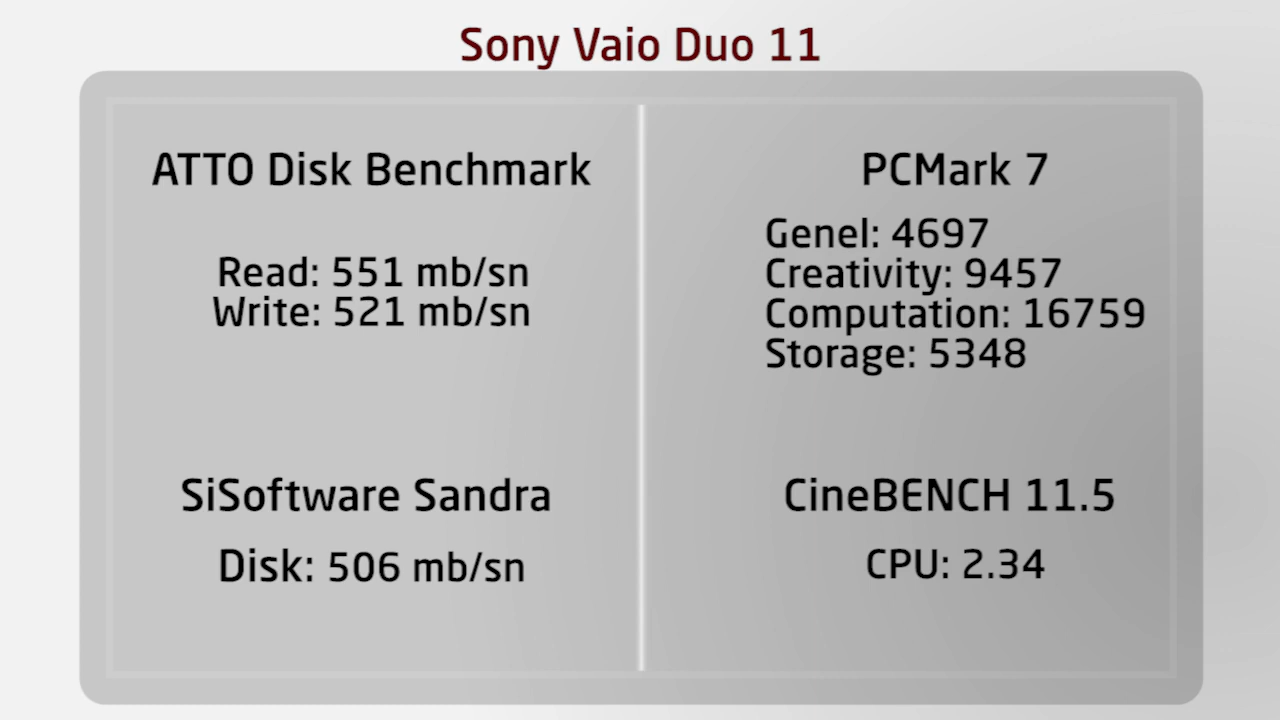 Sony Vaio Duo 11
ATTO Disk Benchmark
Read: 551 mb/sn
Write: 521 mb/sn
PCMark 7
Genel: 4697
Creativity: 9457
Computation: 16759
Storage: 5348
SiSoftware Sandra
Disk: 506 mb/sn
CineBENCH 11.5
CPU: 2.34